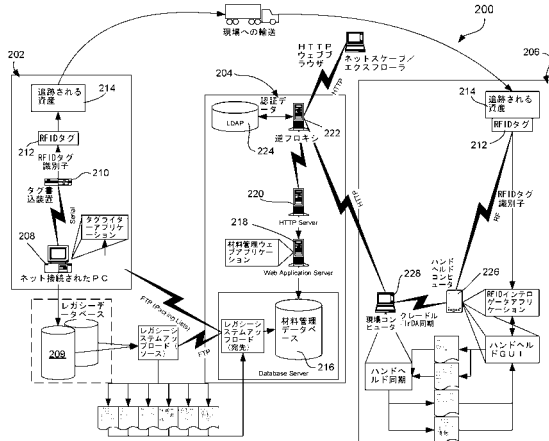 200
現場への輸送
202
追跡される
資産
214
RFIDタグ
212
RFIDタグ
識別子
210
タグ書
込装置
Serial
208
タグライタ
ーアプリケ
ーション
ネット接続されたPC
レガシーデー
タベース
209
レガシーシ
ステムアッ
プロード(
ソース)
FTP (Packing Lists)
FTP
HTTP
ウェブブ
ラウザ
ネットスケープ/
エクスプローラ
HTTP
204
認証デ
ータ
LDAP
222
224
逆プロキシ
220
HTTP Server
218
材料管理ウェブア
プリケーション
Web Application Server
レガシーシ
ステムアッ
プロード(
宛先)
材料管理
データベ
ース
216
Database Server
HTTP
206
追跡される
資産
214
RFIDタグ
212
RFIDタグ
識別子
RF
ハンド
ヘルド
コンピ
ュータ
226
228
現場コンピ
ュータ
クレードル
-IrDA同期
RFIDインテロ
ゲータアプリ
ケーション
ハンドヘ
ルドGUI
ハンドヘ
ルド同期